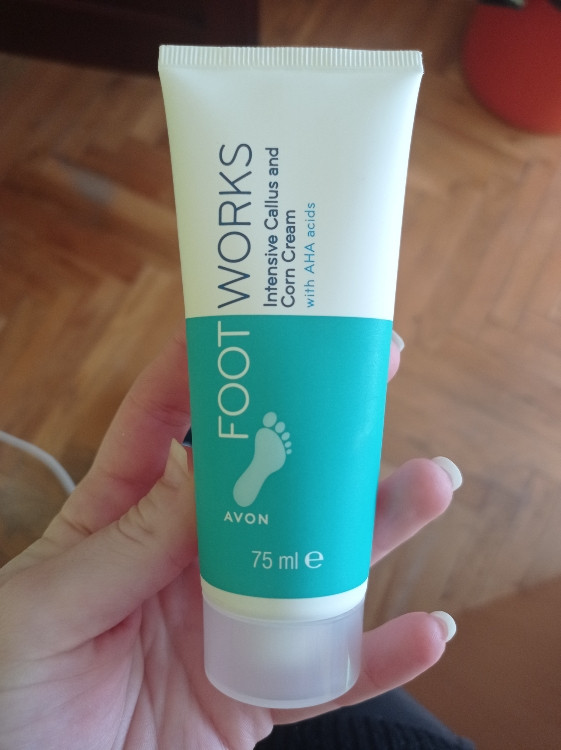 FOOT WORKS
Intensive Callus and
Corn Cream
with AHA acids
AVON
75 ml e